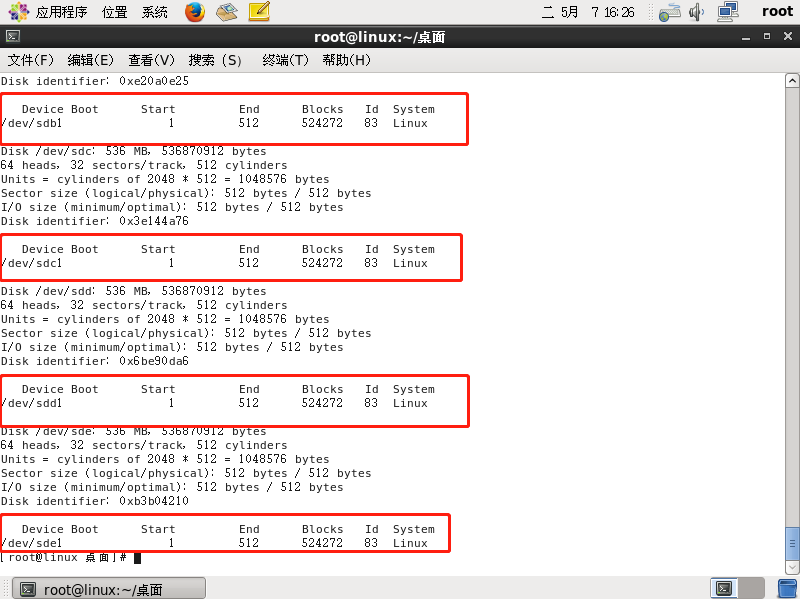 应用程序 位置 系统 二 5月 7 16:26 root
root@linux:~/桌面
文件(F) 编辑(E) 查看(V) 搜索 (S) 终端(T) 帮助(H)
Disk identifier: 0xe20a0e25
Device Boot Start End Blocks Id System
/dev/sdb1 1 512 524272 83 Linux
Disk /dev/sdc: 536 MB, 536870912 bytes
64 heads, 32 sectors/track, 512 cylinders
Units = cylinders of 2048 * 512 = 1048576 bytes
Sector size (logical/physical): 512 bytes / 512 bytes
I/O size (minimum/optimal): 512 bytes / 512 bytes
Disk identifier: 0x3e144a76
Device Boot Start End Blocks Id System
/dev/sdc1 1 512 524272 83 Linux
Disk /dev/sdd: 536 MB, 536870912 bytes
64 heads, 32 sectors/track, 512 cylinders
Units = cylinders of 2048 * 512 = 1048576 bytes
Sector size (logical/physical): 512 bytes / 512 bytes
I/O size (minimum/optimal): 512 bytes / 512 bytes
Disk identifier: 0x6be90da6
Device Boot Start End Blocks Id System
/dev/sdd1 1 512 524272 83 Linux
Disk /dev/sde: 536 MB, 536870912 bytes
64 heads, 32 sectors/track, 512 cylinders
Units = cylinders of 2048 * 512 = 1048576 bytes
Sector size (logical/physical): 512 bytes / 512 bytes
I/O size (minimum/optimal): 512 bytes / 512 bytes
Disk identifier: 0xb3b04210
Device Boot Start End Blocks Id System
/dev/sde1 1 512 524272 83 Linux
[root@linux 桌面]#
root@linux:~/桌面